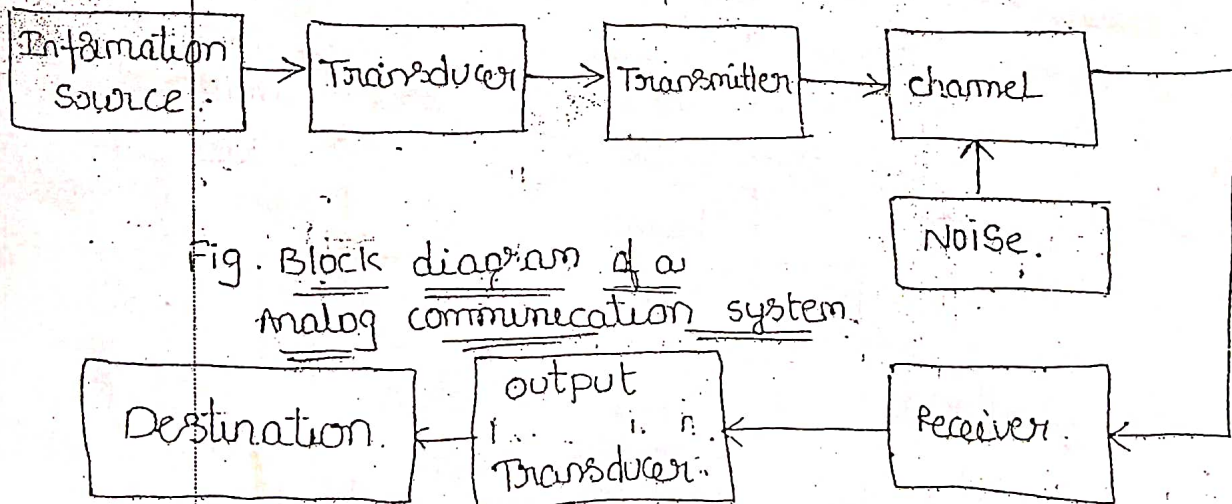 Information
Source.
Transducer
Transmitter
channel
Noise.
Fig. Block diagram of a
Analog communication system.
Receiver.
output
Transducer.
Destination.